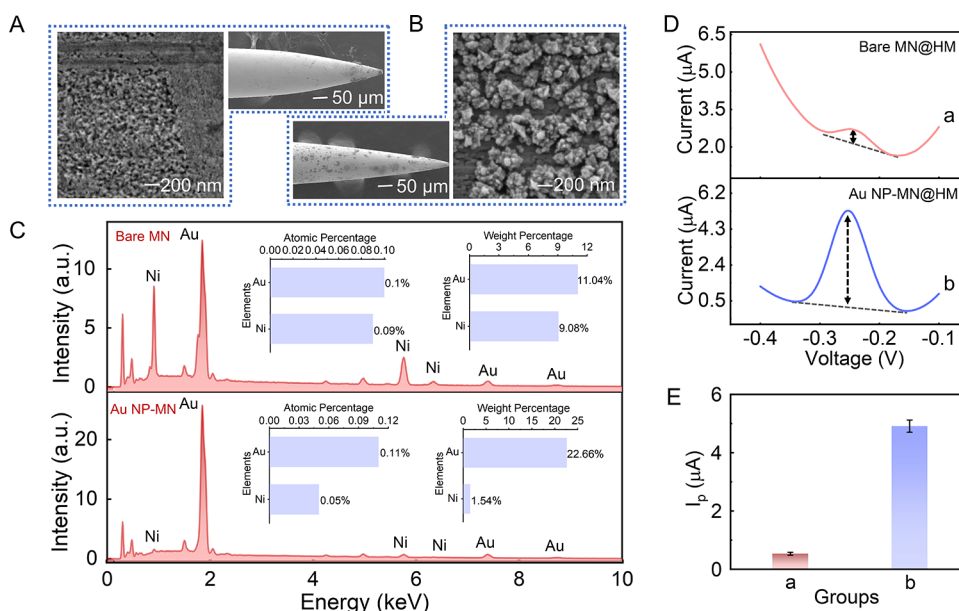 A
200 nm
50 µm
B
50 µm
200 nm
C
Bare MN
Au
Ni
Intensity (a.u.)
10
5
0
Atomic Percentage
0.00 0.02 0.04 0.06 0.08 0.10
Elements
Au
0.1%
Ni
0.09%
Weight Percentage
0 3 6 9 12
Elements
Au
11.04%
Ni
9.08%
Ni
Ni
Au
Au
Au NP-MN
Au
Ni
Intensity (a.u.)
20
10
0
Atomic Percentage
0.00 0.03 0.06 0.09 0.12
Elements
Au
0.11%
Ni
0.05%
Weight Percentage
0 5 10 15 20 25
Elements
Au
22.66%
Ni
1.54%
Ni
Ni
Au
Au
0 2 4 6 8 10
Energy (keV)
D
Bare MN@HM
a
Current (µA)
6.5
5.0
3.5
2.0
Au NP-MN@HM
b
Current (µA)
6.2
4.4
2.4
0.5
-0.4 -0.3 -0.2 -0.1
Voltage (V)
E
Ip (µA)
6
4
2
0
a b
Groups